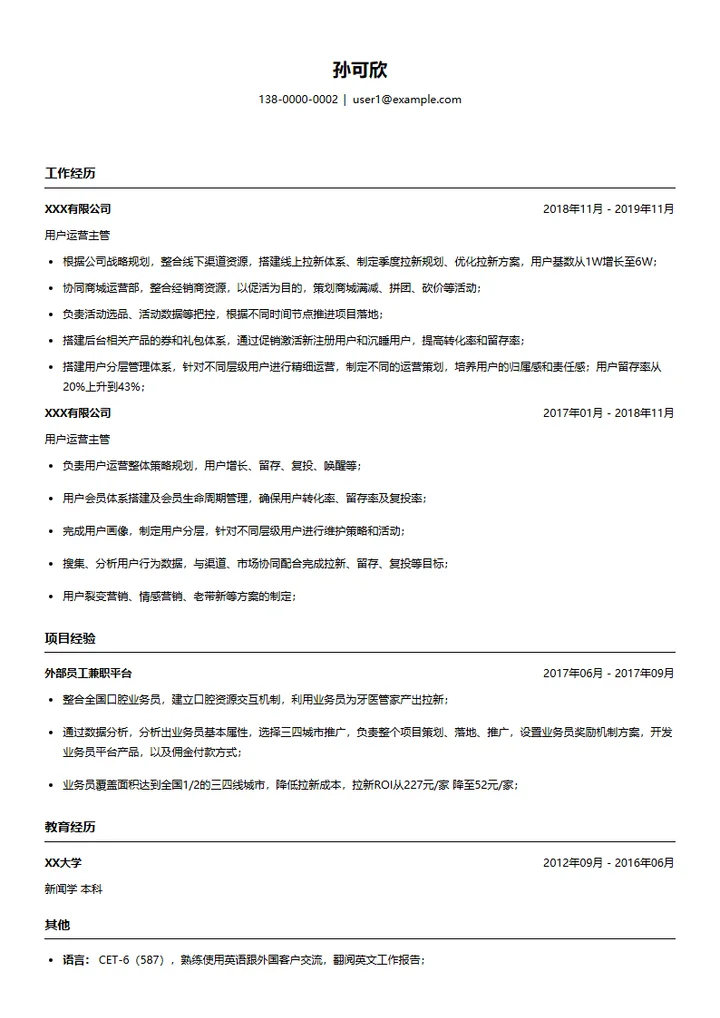 孙可欣
138-0000-0002 | user1@example.com
工作经历
XXX有限公司 2018年11月 - 2019年11月
用户运营主管
• 根据公司战略规划，整合线下渠道资源，搭建线上拉新体系、制定季度拉新规划、优化拉新方案，用户基数从1W增长至6W；
• 协同商城运营部，整合经销商资源，以促活为目的，策划商城满减、拼团、砍价等活动；
• 负责活动选品、活动数据等把控，根据不同时间节点推进项目落地；
• 搭建后台相关产品的券和礼包体系，通过促销激活新注册用户和沉睡用户，提高转化率和留存率；
• 搭建用户分层管理体系，针对不同层级用户进行精细运营，制定不同的运营策划，培养用户的归属感和责任感；用户留存率从
20%上升到43%；
XXX有限公司 2017年01月 - 2018年11月
用户运营主管
• 负责用户运营整体策略规划，用户增长、留存、复投、唤醒等；
• 用户会员体系搭建及会员生命周期管理，确保用户转化率、留存率及复投率；
• 完成用户画像，制定用户分层，针对不同层级用户进行维护策略和活动；
• 搜集、分析用户行为数据，与渠道、市场协同配合完成拉新、留存、复投等目标；
• 用户裂变营销、情感营销、老带新等方案的制定；
项目经验
外部员工兼职平台 2017年06月 - 2017年09月
• 整合全国口腔业务员，建立口腔资源交互机制，利用业务员为牙医管家产出拉新；
• 通过数据分析，分析出业务员基本属性，选择三四城市推广，负责整个项目策划、落地、推广，设置业务员奖励机制方案，开发
业务员平台产品，以及佣金付款方式；
• 业务员覆盖面积达到全国1/2的三四线城市，降低拉新成本，拉新ROI从227元/家 降至52元/家；
教育经历
XX大学 2012年09月 - 2016年06月
新闻学 本科
其他
• 语言： CET-6（587），熟练使用英语跟外国客户交流，翻阅英文工作报告；